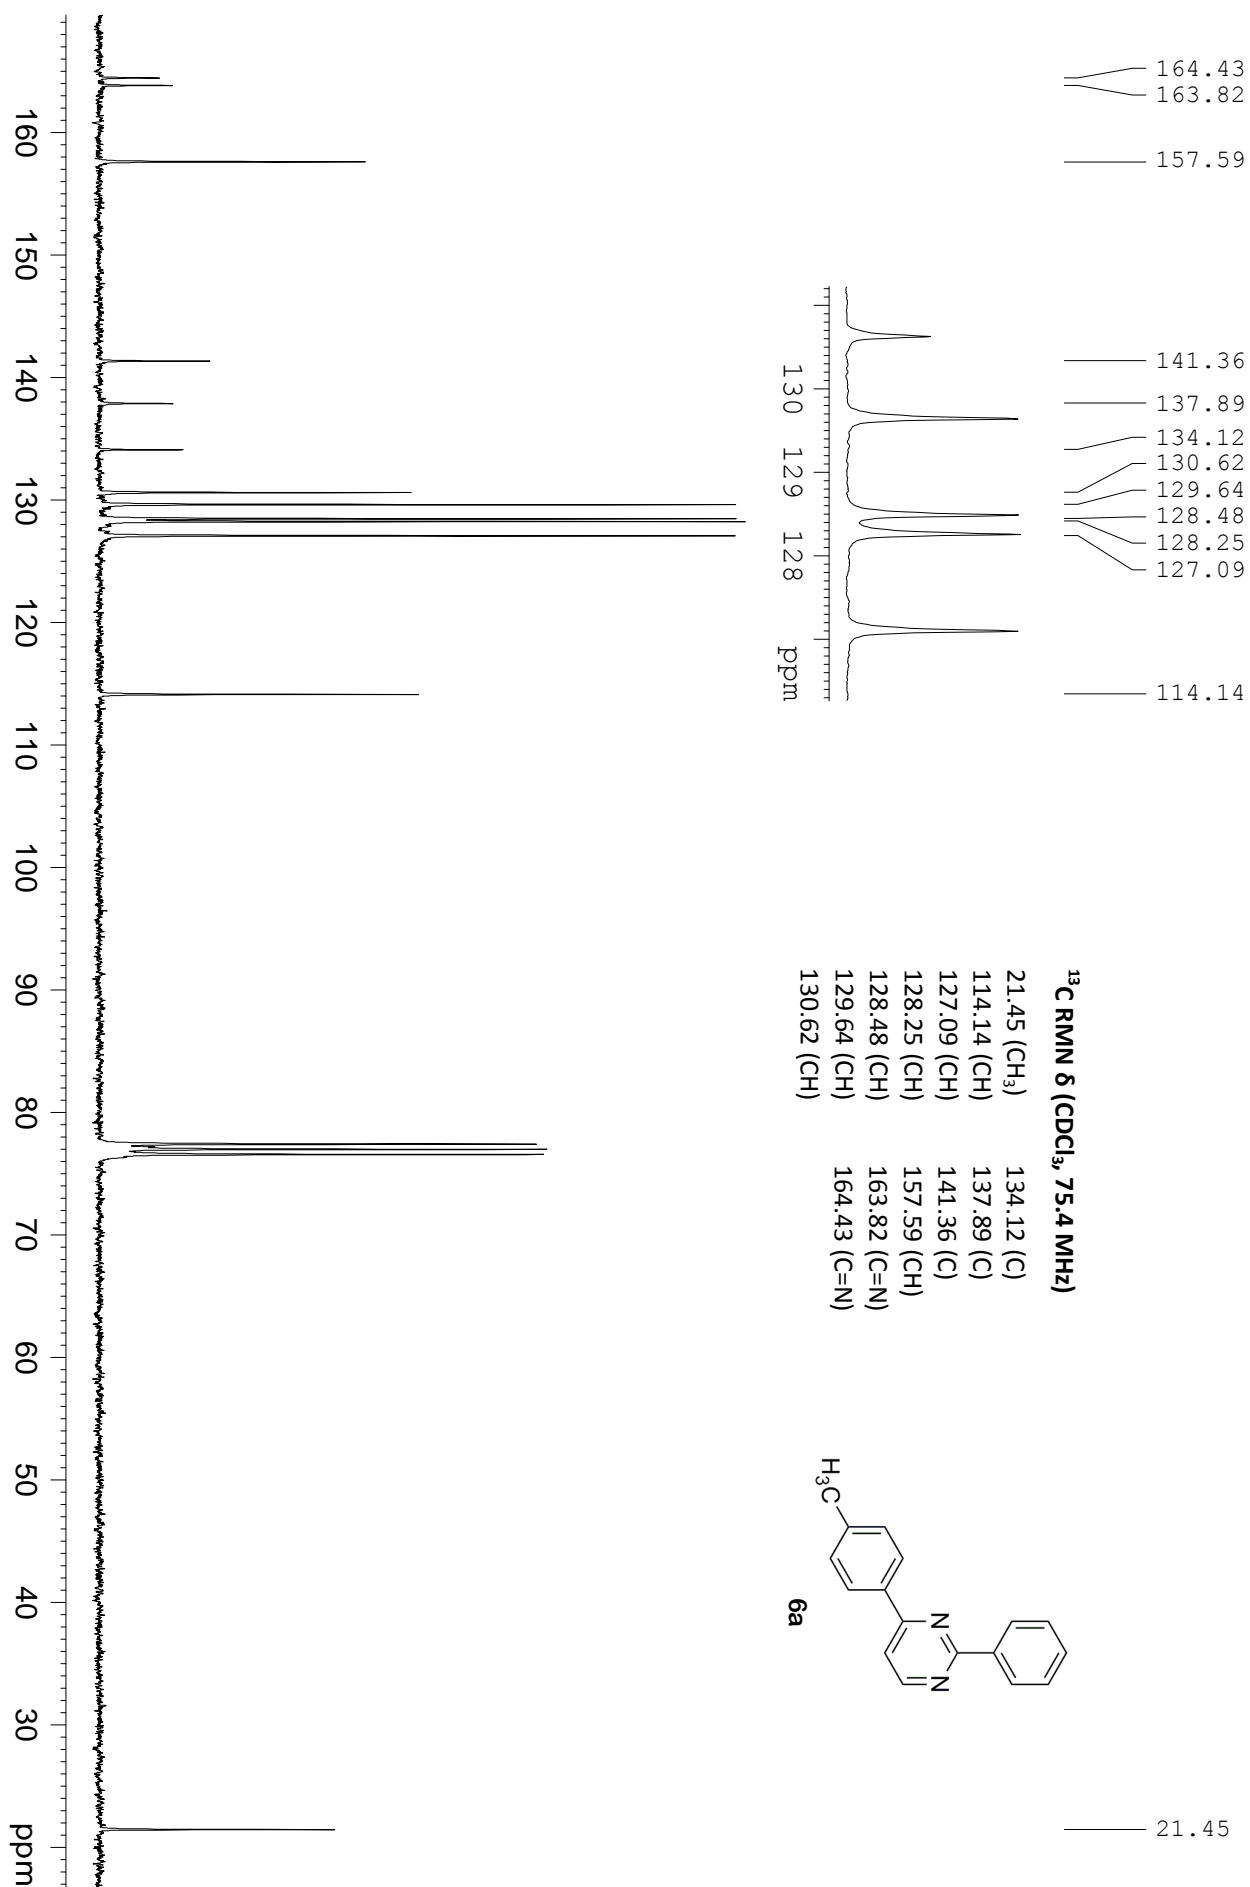 164.43
163.82
157.59
141.36
137.89
134.12
130.62
129.64
128.48
128.25
127.09
114.14
21.45
¹³C RMN δ (CDCl₃, 75.4 MHz)
21.45 (CH₃) 134.12 (C)
114.14 (CH) 137.89 (C)
127.09 (CH) 141.36 (C)
128.25 (CH) 157.59 (CH)
128.48 (CH) 163.82 (C=N)
129.64 (CH) 164.43 (C=N)
130.62 (CH)
H₃C
N
N
6a
130 129 128 ppm
160 150 140 130 120 110 100 90 80 70 60 50 40 30 ppm